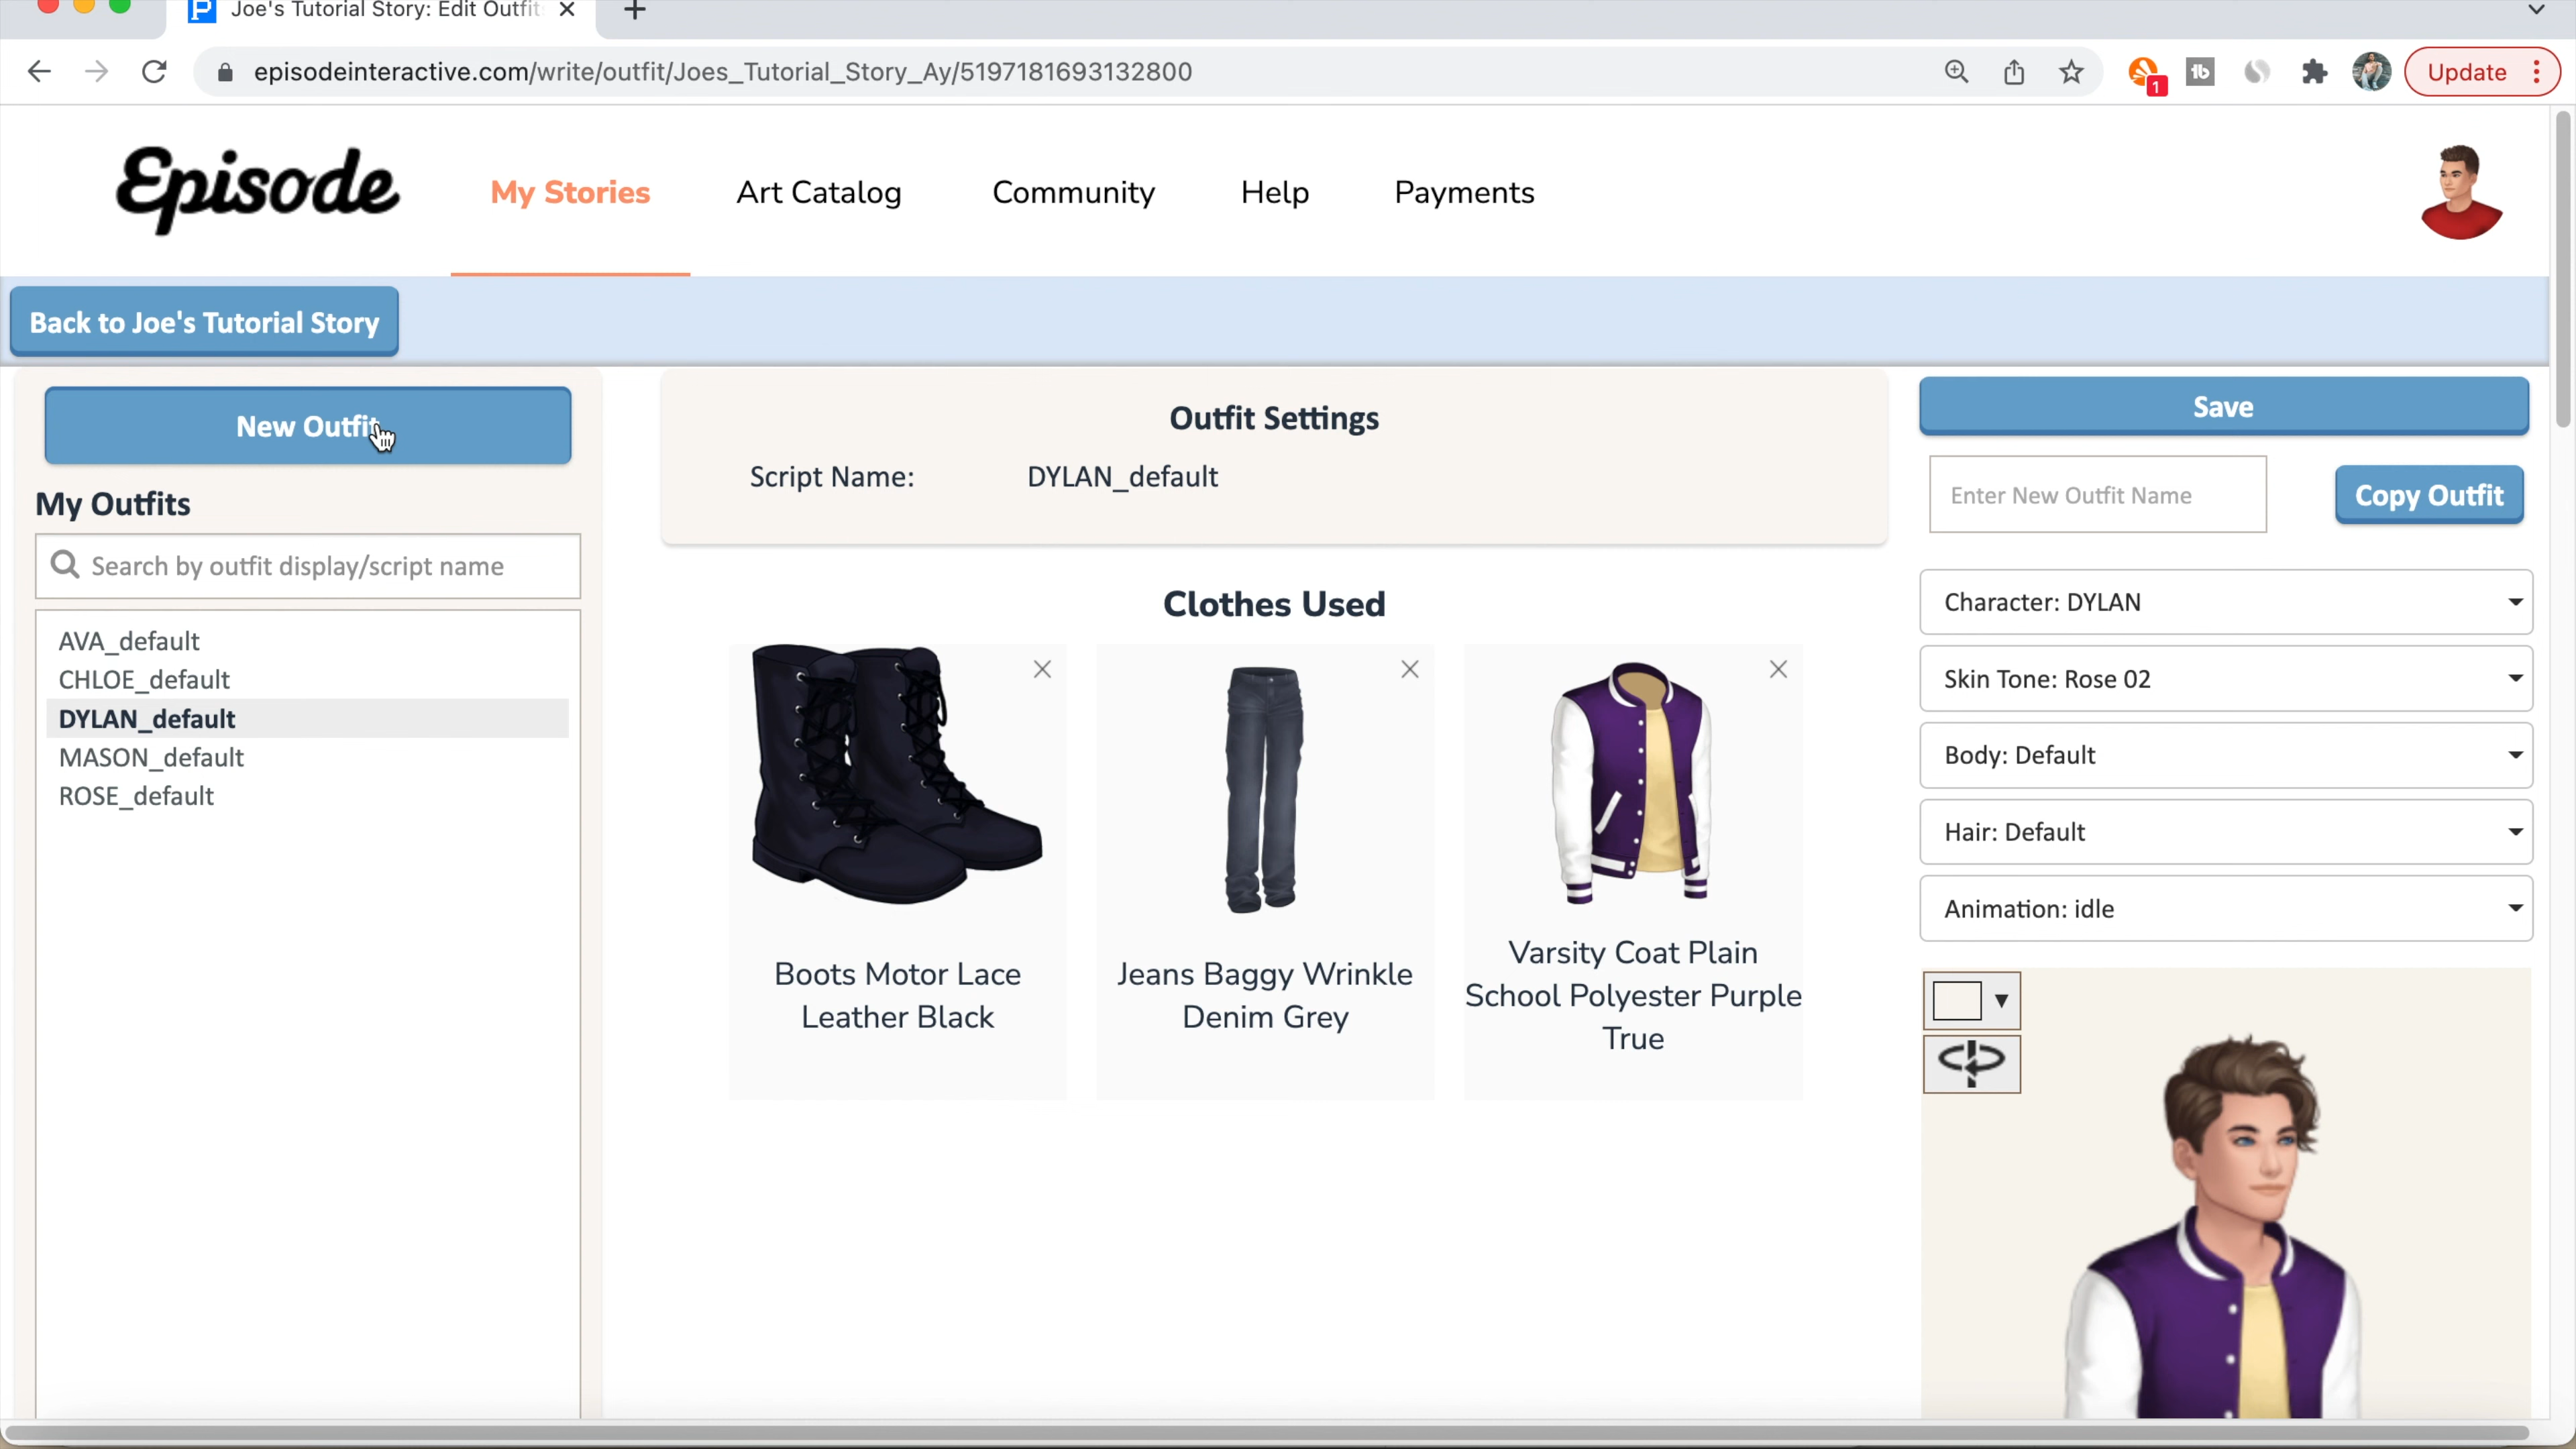 Joe's Tutorial Story: Edit Outfit
episodeinteractive.com/write/outfit/Joes_Tutorial_Story_Ay/5197181693132800
1
tb
Update
Episode
My Stories
Art Catalog
Community
Help
Payments
Back to Joe's Tutorial Story
New Outfit
My Outfits
Search by outfit display/script name
AVA_default
CHLOE_default
DYLAN_default
MASON_default
ROSE_default
Outfit Settings
Script Name: DYLAN_default
Clothes Used
Boots Motor Lace
Leather Black
Jeans Baggy Wrinkle
Denim Grey
Varsity Coat Plain
School Polyester Purple
True
Save
Enter New Outfit Name
Copy Outfit
Character: DYLAN
Skin Tone: Rose 02
Body: Default
Hair: Default
Animation: idle